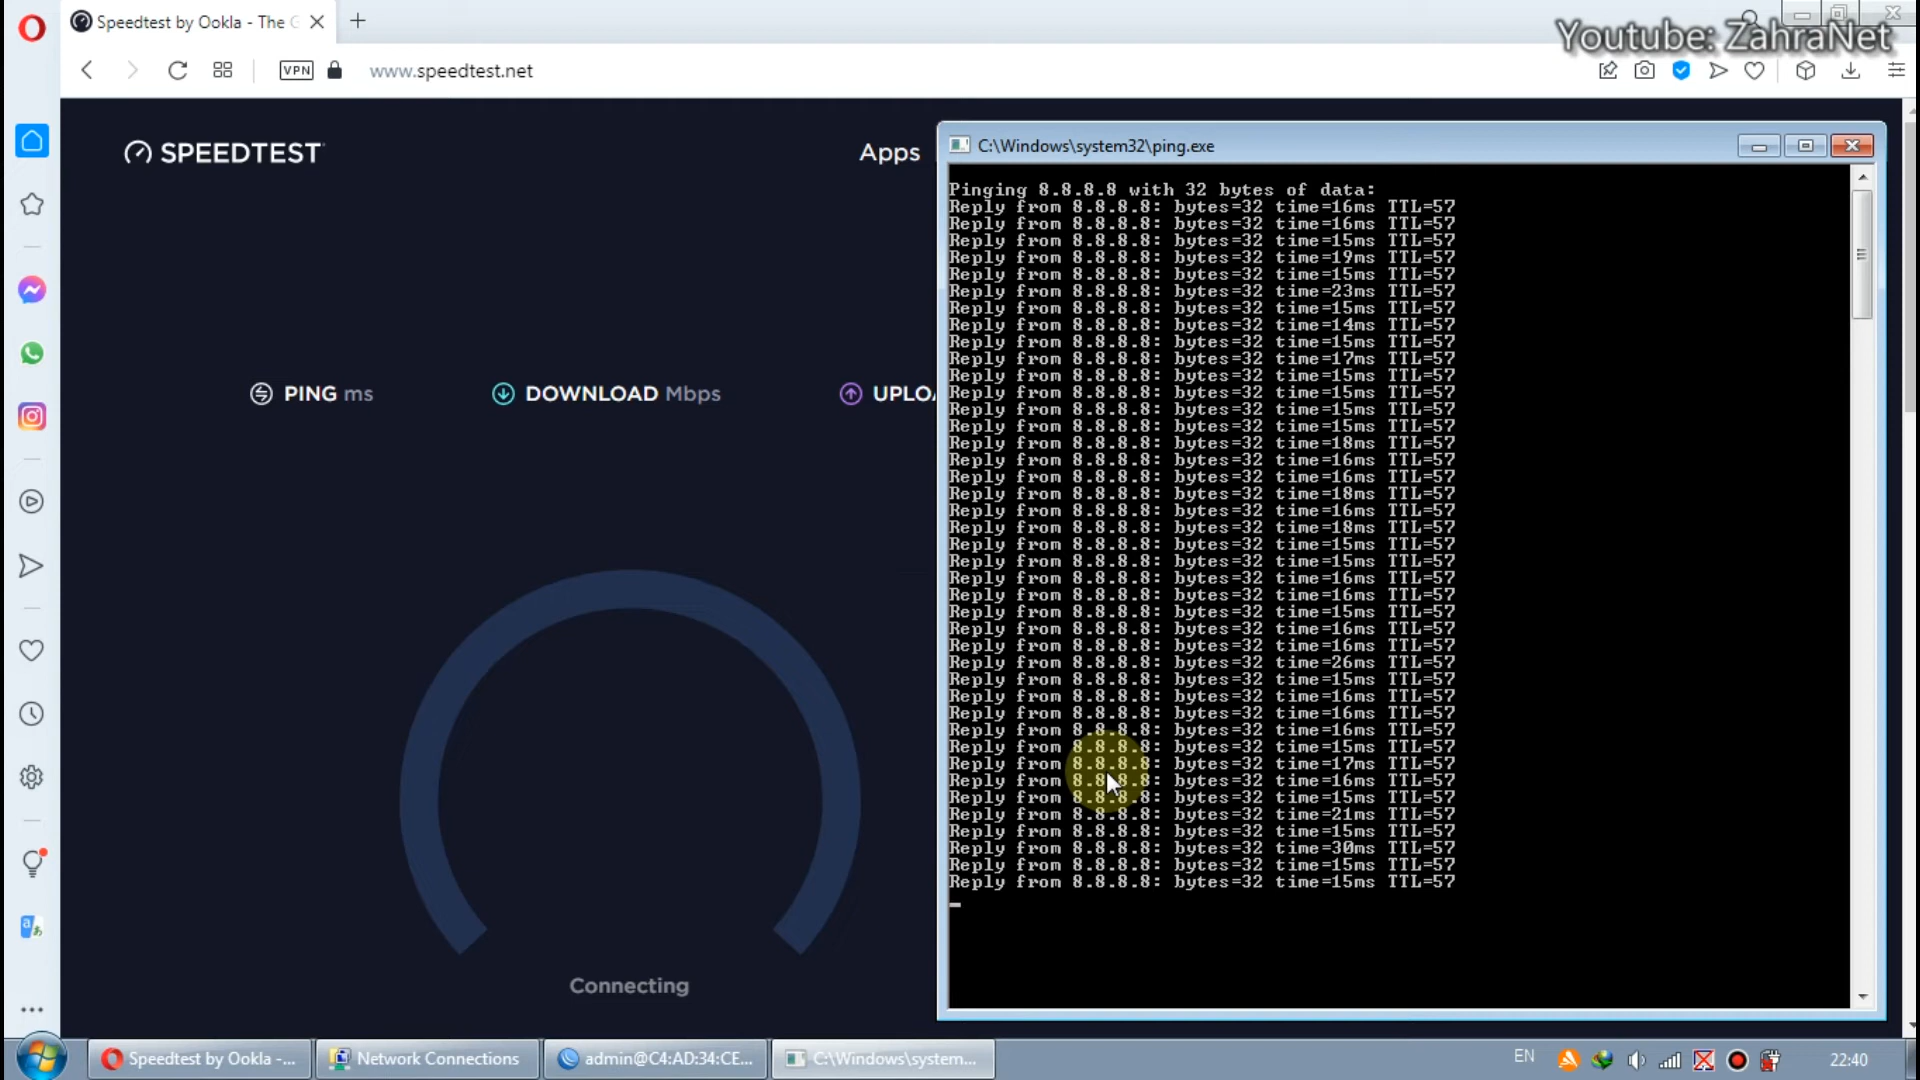 Speedtest by Ookla - The G
Youtube: ZahraNet
VPN
www.speedtest.net
SPEEDTEST
Apps
PING ms
DOWNLOAD Mbps
UPLO
Connecting
C:\Windows\system32\ping.exe
Pinging 8.8.8.8 with 32 bytes of data:
Reply from 8.8.8.8: bytes=32 time=16ms TTL=57
Reply from 8.8.8.8: bytes=32 time=16ms TTL=57
Reply from 8.8.8.8: bytes=32 time=15ms TTL=57
Reply from 8.8.8.8: bytes=32 time=19ms TTL=57
Reply from 8.8.8.8: bytes=32 time=15ms TTL=57
Reply from 8.8.8.8: bytes=32 time=23ms TTL=57
Reply from 8.8.8.8: bytes=32 time=15ms TTL=57
Reply from 8.8.8.8: bytes=32 time=14ms TTL=57
Reply from 8.8.8.8: bytes=32 time=15ms TTL=57
Reply from 8.8.8.8: bytes=32 time=17ms TTL=57
Reply from 8.8.8.8: bytes=32 time=15ms TTL=57
Reply from 8.8.8.8: bytes=32 time=15ms TTL=57
Reply from 8.8.8.8: bytes=32 time=15ms TTL=57
Reply from 8.8.8.8: bytes=32 time=15ms TTL=57
Reply from 8.8.8.8: bytes=32 time=18ms TTL=57
Reply from 8.8.8.8: bytes=32 time=16ms TTL=57
Reply from 8.8.8.8: bytes=32 time=16ms TTL=57
Reply from 8.8.8.8: bytes=32 time=18ms TTL=57
Reply from 8.8.8.8: bytes=32 time=16ms TTL=57
Reply from 8.8.8.8: bytes=32 time=18ms TTL=57
Reply from 8.8.8.8: bytes=32 time=15ms TTL=57
Reply from 8.8.8.8: bytes=32 time=15ms TTL=57
Reply from 8.8.8.8: bytes=32 time=16ms TTL=57
Reply from 8.8.8.8: bytes=32 time=16ms TTL=57
Reply from 8.8.8.8: bytes=32 time=15ms TTL=57
Reply from 8.8.8.8: bytes=32 time=16ms TTL=57
Reply from 8.8.8.8: bytes=32 time=16ms TTL=57
Reply from 8.8.8.8: bytes=32 time=26ms TTL=57
Reply from 8.8.8.8: bytes=32 time=15ms TTL=57
Reply from 8.8.8.8: bytes=32 time=16ms TTL=57
Reply from 8.8.8.8: bytes=32 time=16ms TTL=57
Reply from 8.8.8.8: bytes=32 time=16ms TTL=57
Reply from 8.8.8.8: bytes=32 time=15ms TTL=57
Reply from 8.8.8.8: bytes=32 time=17ms TTL=57
Reply from 8.8.8.8: bytes=32 time=16ms TTL=57
Reply from 8.8.8.8: bytes=32 time=15ms TTL=57
Reply from 8.8.8.8: bytes=32 time=21ms TTL=57
Reply from 8.8.8.8: bytes=32 time=15ms TTL=57
Reply from 8.8.8.8: bytes=32 time=30ms TTL=57
Reply from 8.8.8.8: bytes=32 time=15ms TTL=57
Reply from 8.8.8.8: bytes=32 time=15ms TTL=57
Speedtest by Ookla -...
Network Connections
admin@C4:AD:34:CE...
C:\Windows\system...
EN
22:40